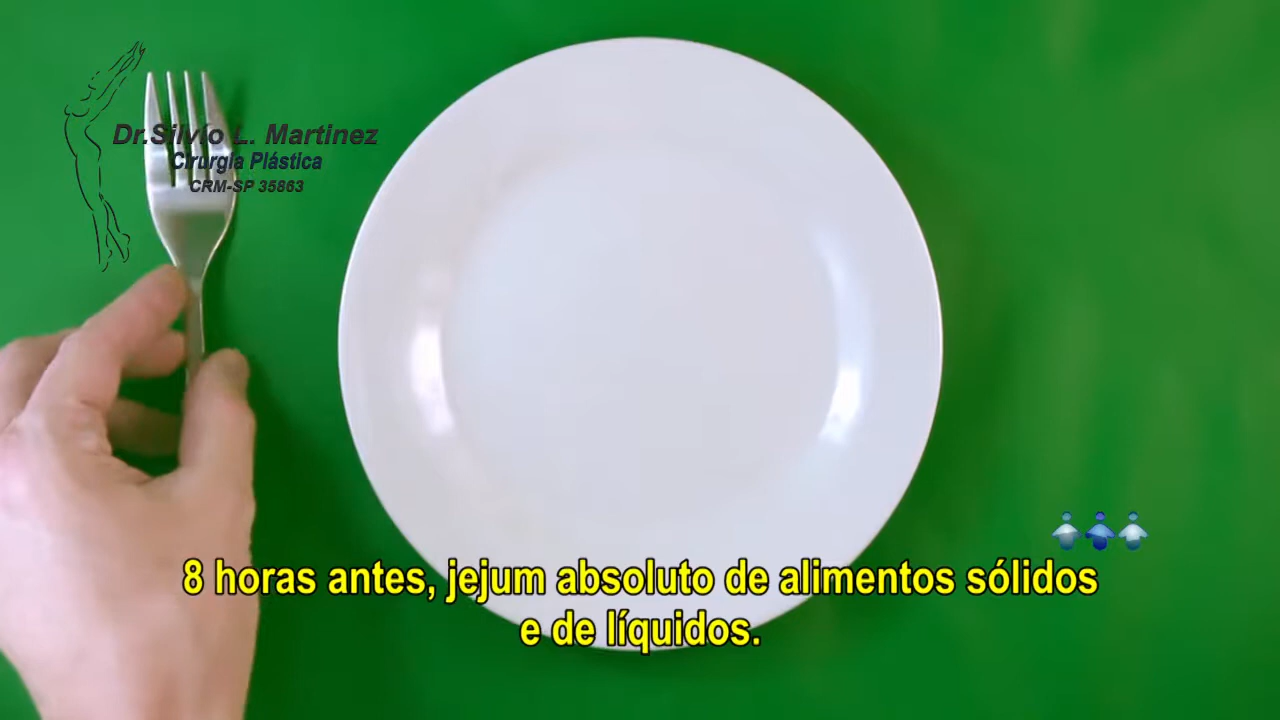 Dr.Silvio L. Martinez
Cirurgia Plástica
CRM-SP 35863
8 horas antes, jejum absoluto de alimentos sólidos
e de líquidos.